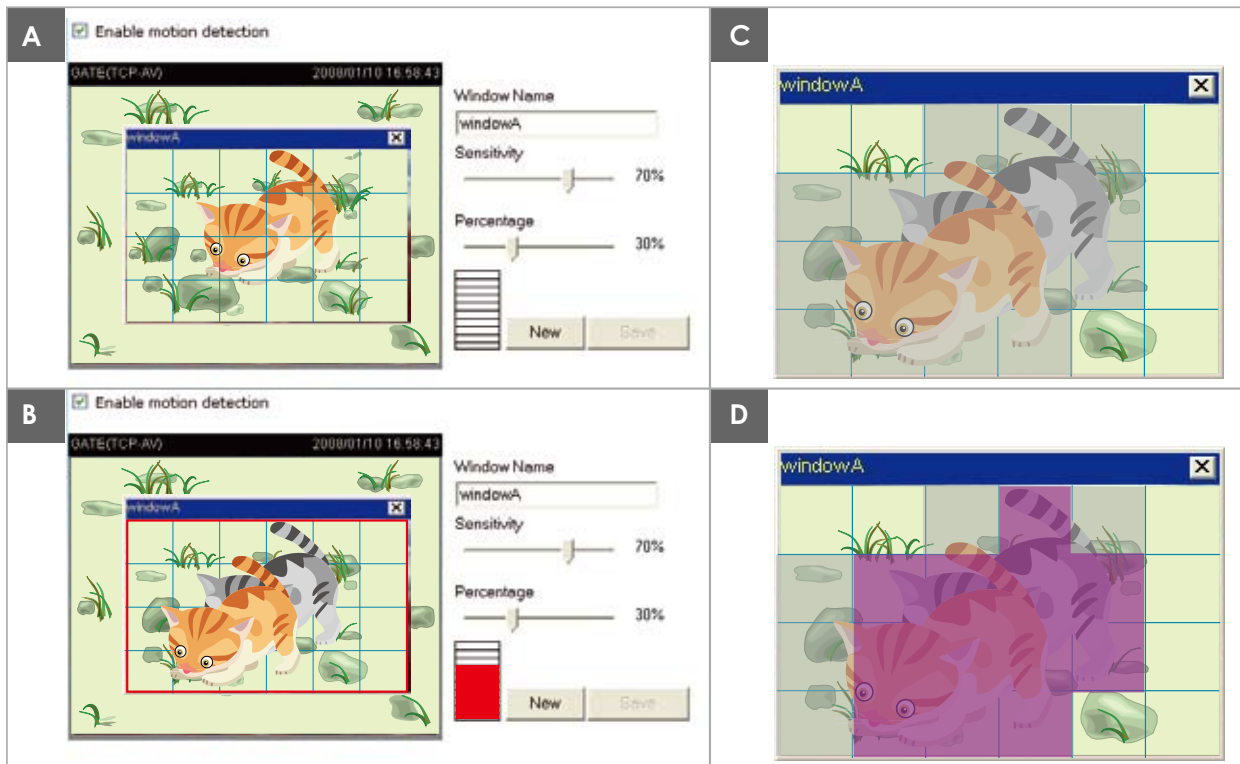 A
Enable motion detection
GATE(TCP-AV) 2008/01/10 16:58:43
windowA
Window Name
windowA
Sensitivity
70%
Percentage
30%
New Save
B
Enable motion detection
GATE(TCP-AV) 2008/01/10 16:58:43
windowA
Window Name
windowA
Sensitivity
70%
Percentage
30%
New Save
C
windowA
D
windowA